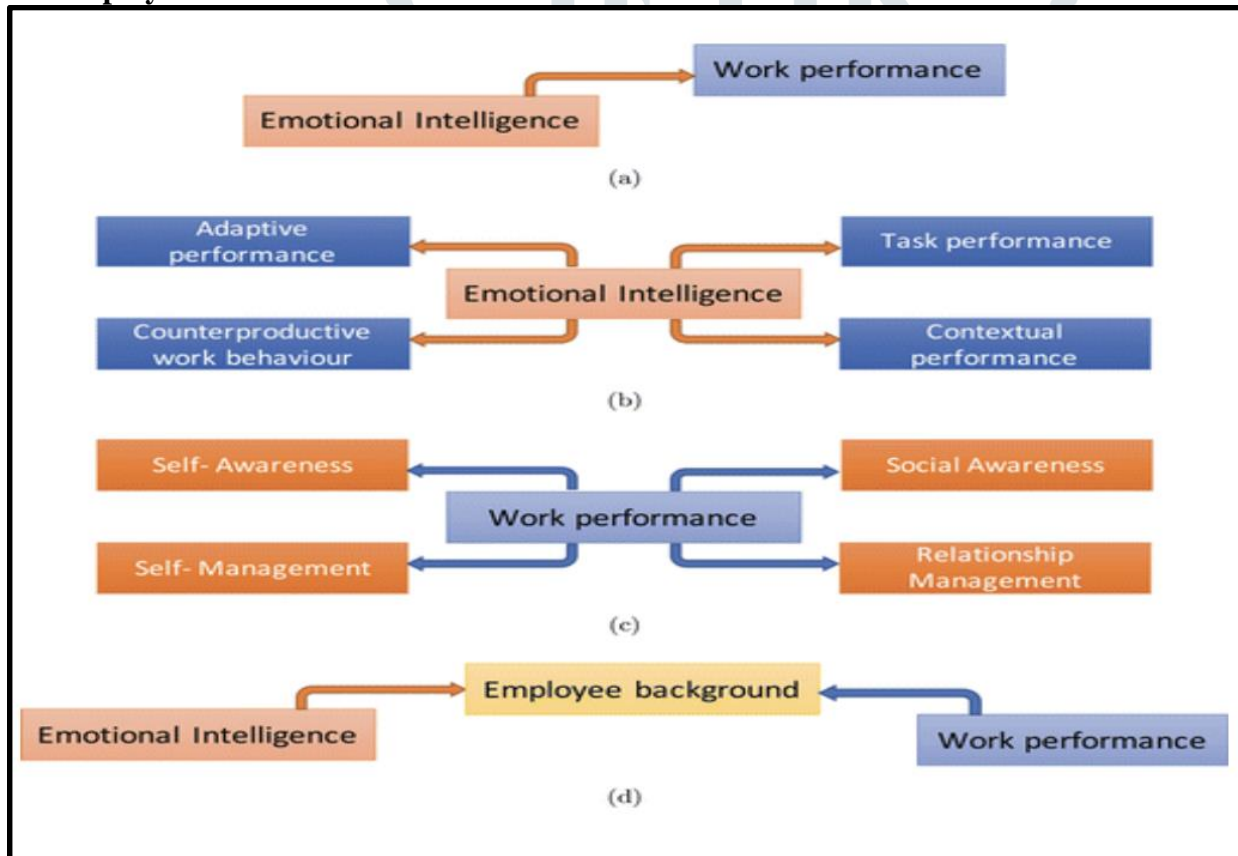 Work performance
Emotional Intelligence
(a)
Adaptive
performance
Task performance
Emotional Intelligence
Counterproductive
work behaviour
Contextual
performance
(b)
Self- Awareness
Social Awareness
Work performance
Self- Management
Relationship
Management
(c)
Employee background
Emotional Intelligence
Work performance
(d)